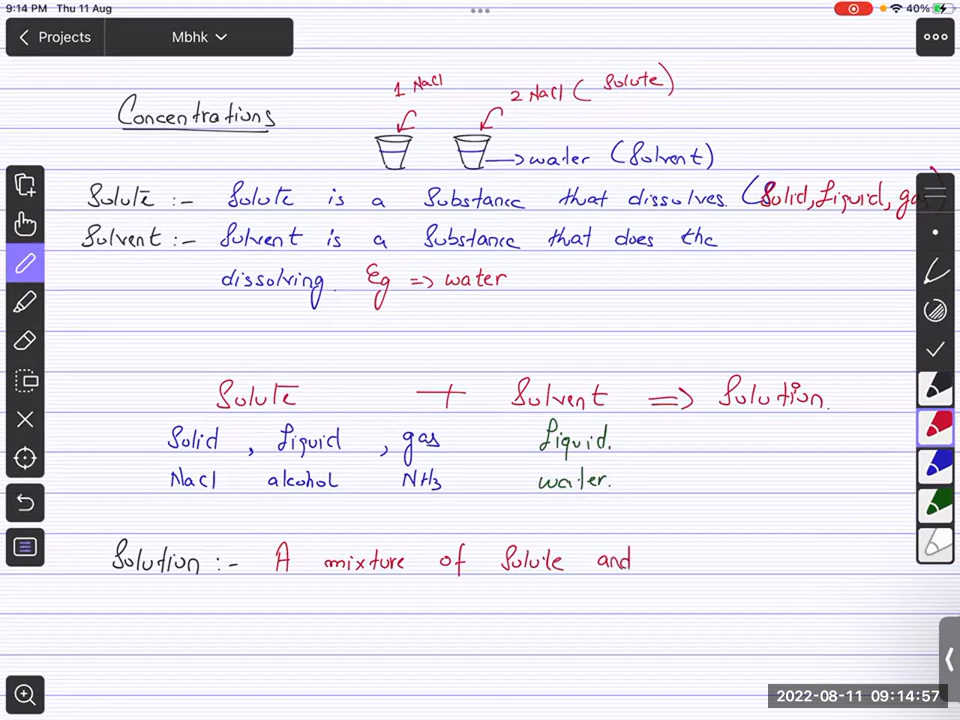 9:14 PM Thu 11 Aug
40%
Projects
Mbhk
1 NaCl
2 NaCl (Solute)
Concentrations
water (Solvent)
Solute :- Solute is a Substance that dissolves. (Solid, Liquid, gas)
Solvent :- Solvent is a Substance that does the
dissolving. Eg => water
Solute + Solvent => Solution.
Solid, Liquid, gas Liquid.
NaCl alcohol NH3 water.
Solution :- A mixture of Solute and
2022-08-11 09:14:57